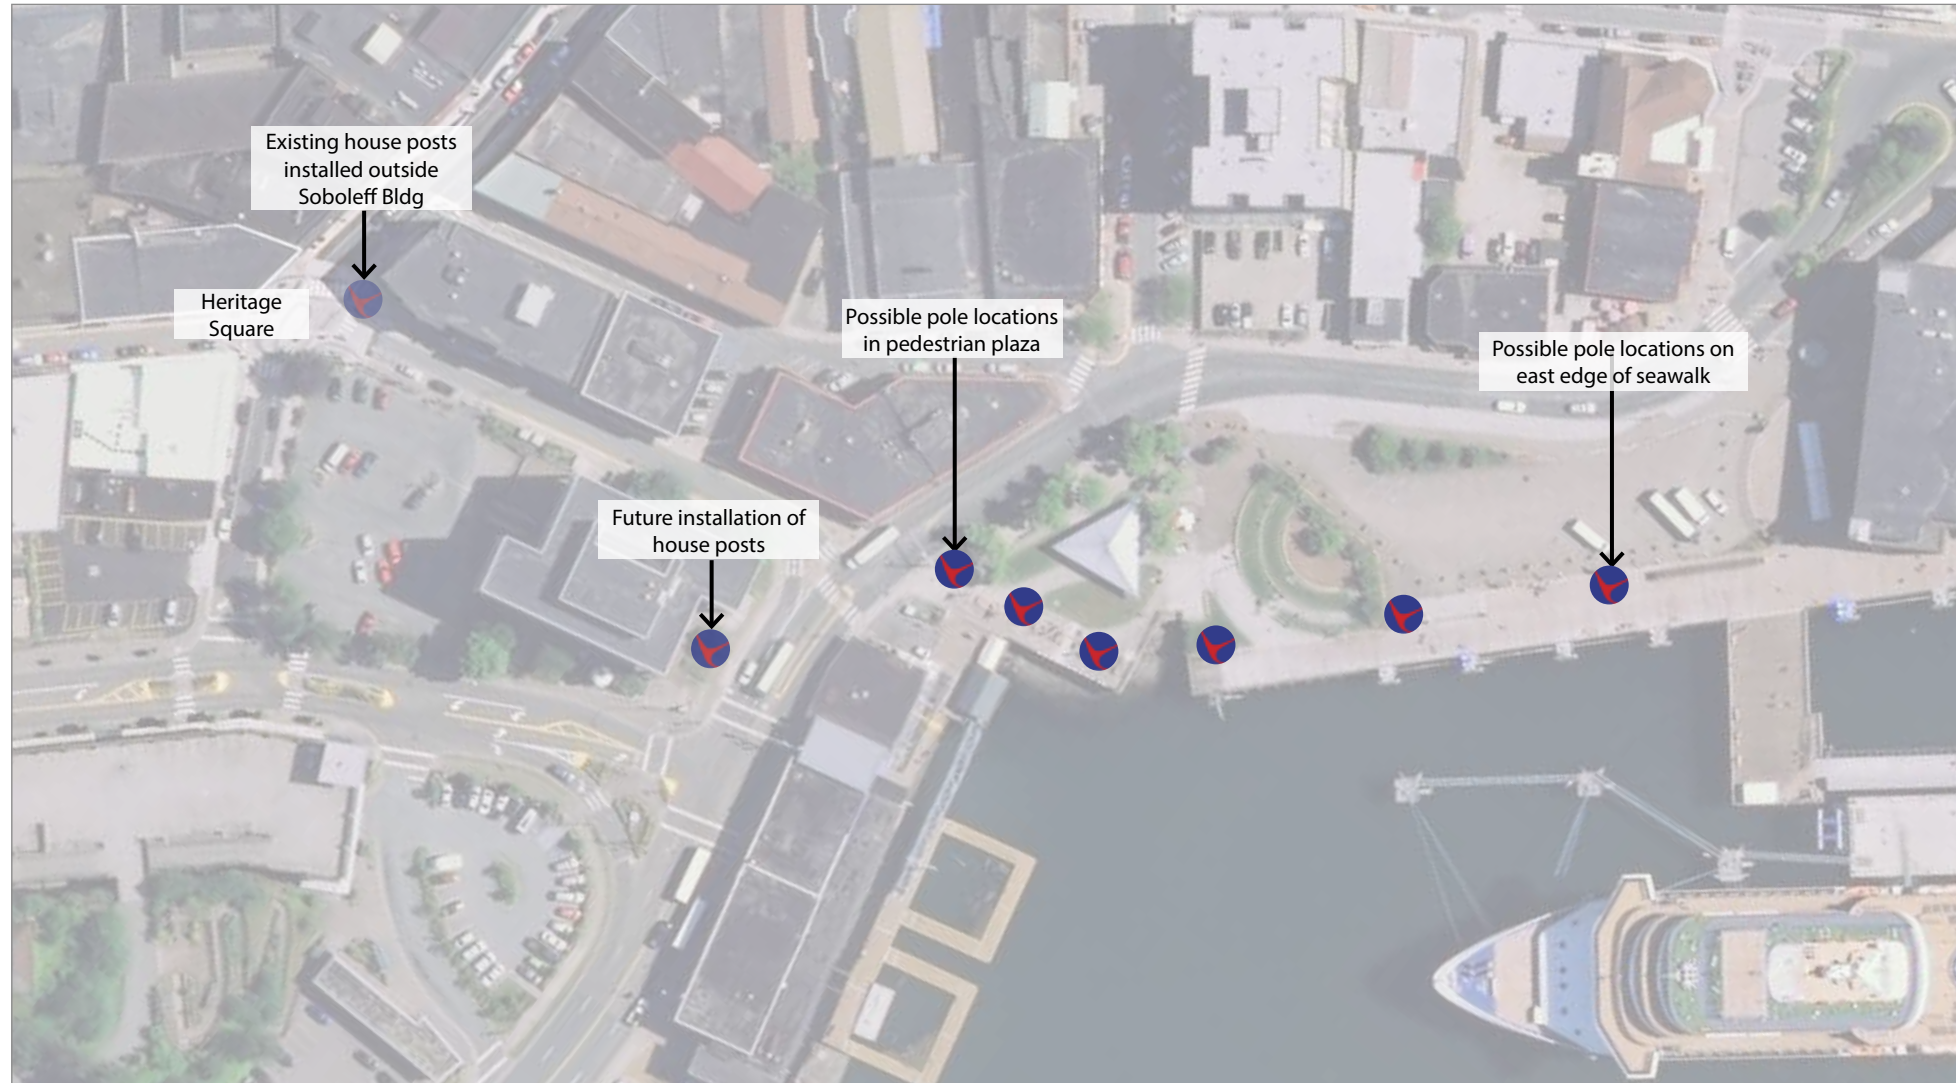 Existing house posts
installed outside
Soboleff Bldg
Heritage
Square
Possible pole locations
in pedestrian plaza
Possible pole locations on
east edge of seawalk
Future installation of
house posts